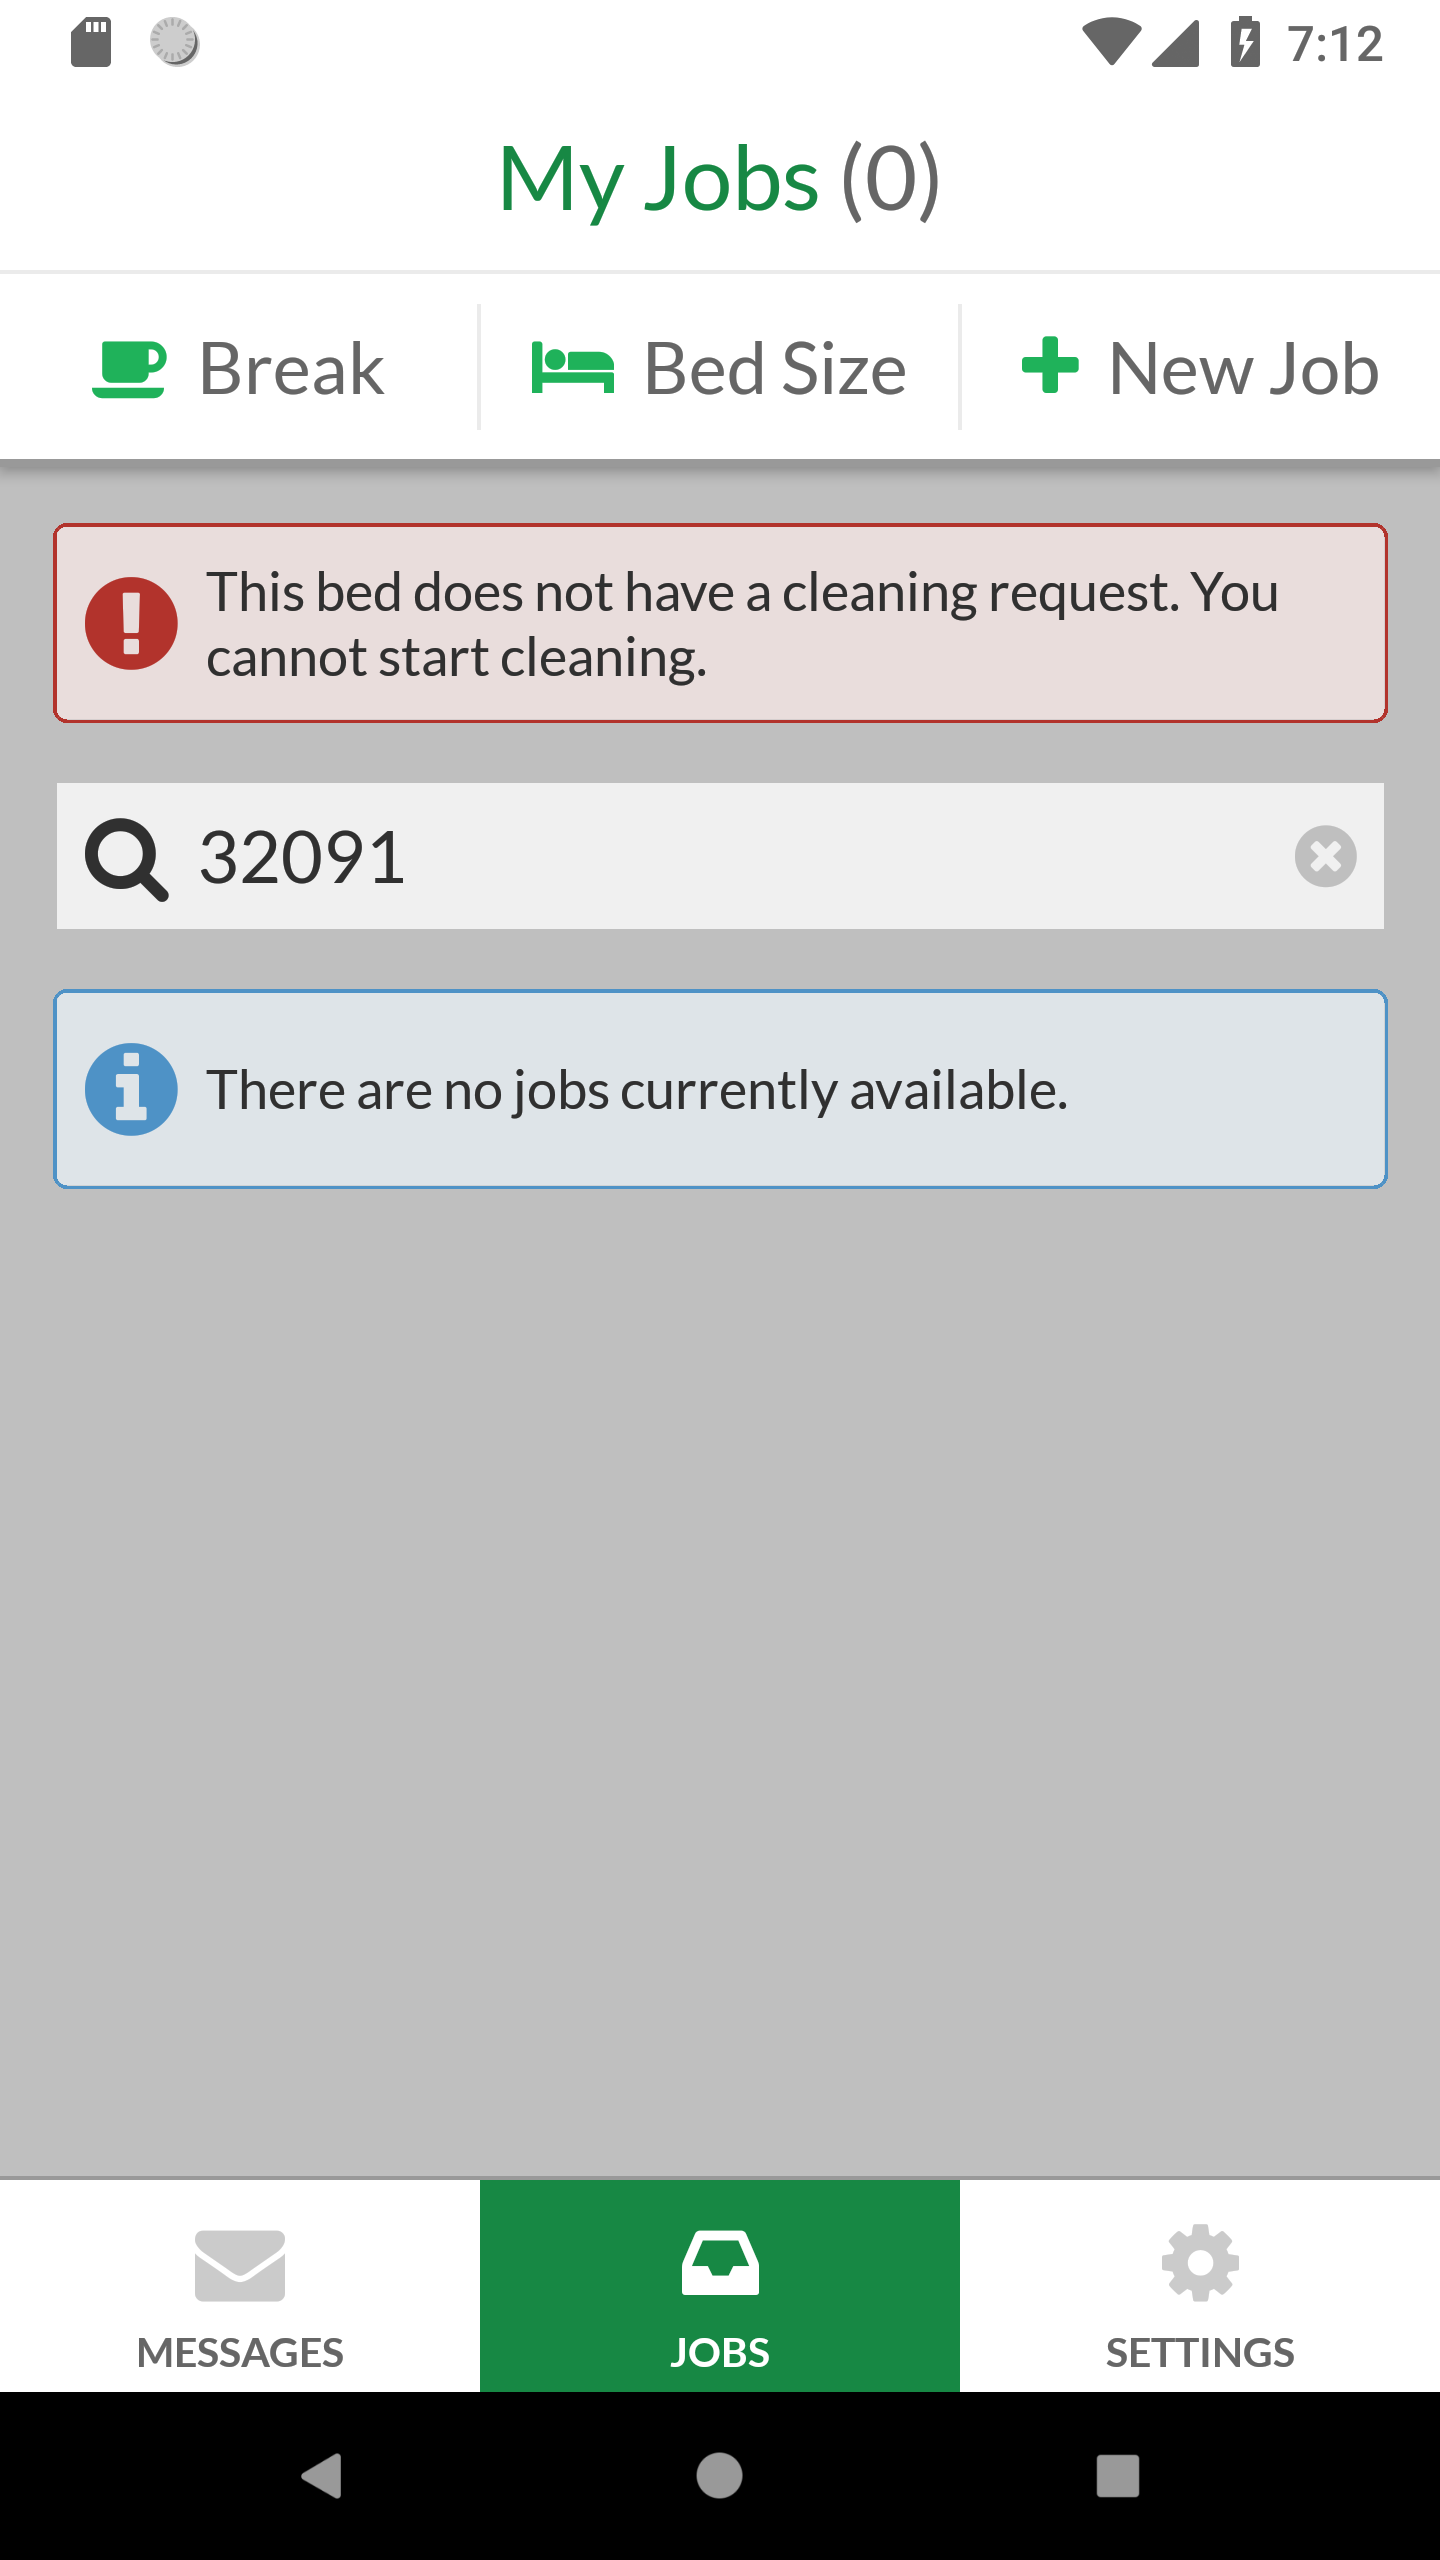 7:12
My Jobs (0)
Break
Bed Size
New Job
This bed does not have a cleaning request. You
cannot start cleaning.
32091
There are no jobs currently available.
MESSAGES
JOBS
SETTINGS